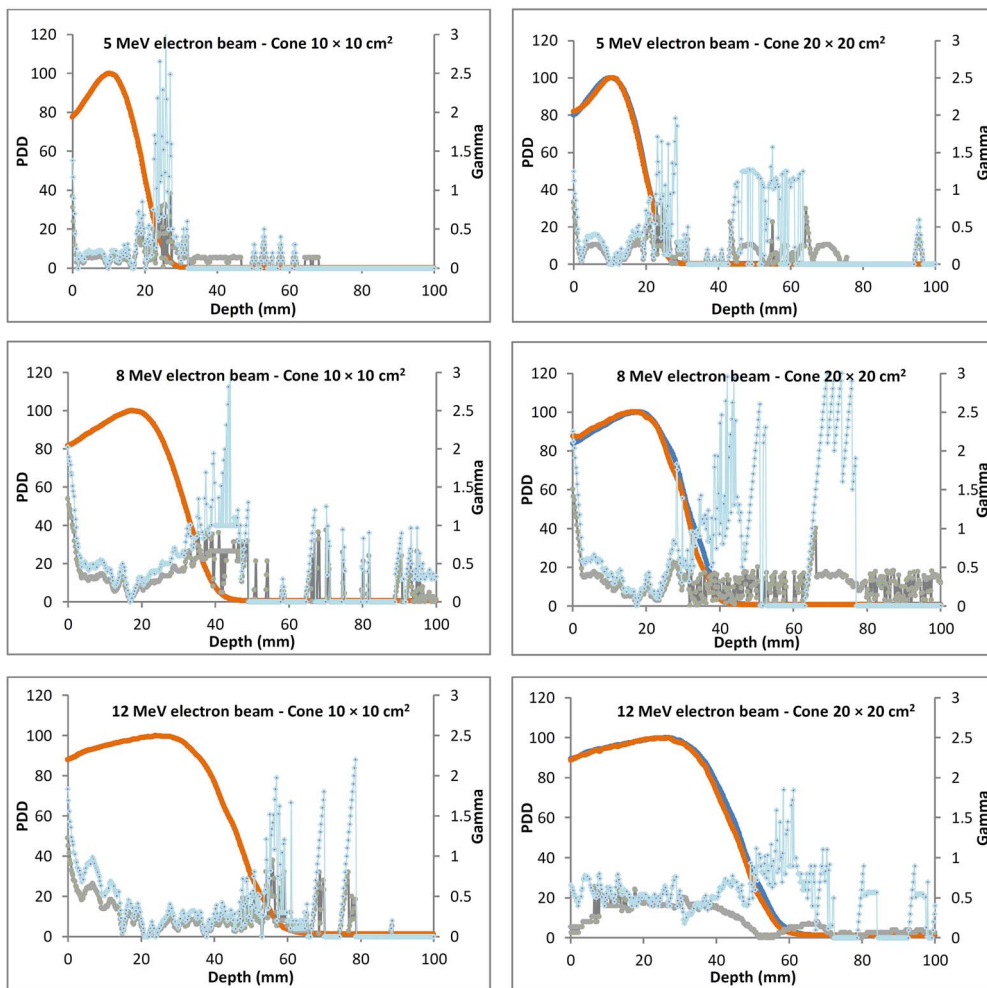 5 MeV electron beam - Cone 10 × 10 cm²
120
100
80
60
40
20
0
PDD
3
2.5
2
1.5
1
0.5
0
Gamma
0 20 40 60 80 100
Depth (mm)
5 MeV electron beam - Cone 20 × 20 cm²
120
100
80
60
40
20
0
PDD
3
2.5
2
1.5
1
0.5
0
Gamma
0 20 40 60 80 100
Depth (mm)
8 MeV electron beam - Cone 10 × 10 cm²
120
100
80
60
40
20
0
PDD
3
2.5
2
1.5
1
0.5
0
Gamma
0 20 40 60 80 100
Depth (mm)
8 MeV electron beam - Cone 20 × 20 cm²
120
100
80
60
40
20
0
PDD
3
2.5
2
1.5
1
0.5
0
Gamma
0 20 40 60 80 100
Depth (mm)
12 MeV electron beam - Cone 10 × 10 cm²
120
100
80
60
40
20
0
PDD
3
2.5
2
1.5
1
0.5
0
Gamma
0 20 40 60 80 100
Depth (mm)
12 MeV electron beam - Cone 20 × 20 cm²
120
100
80
60
40
20
0
PDD
3
2.5
2
1.5
1
0.5
0
Gamma
0 20 40 60 80 100
Depth (mm)